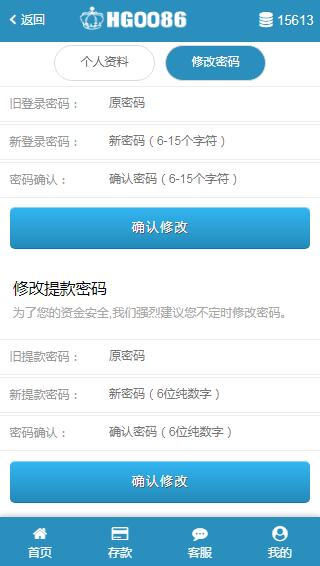 返回 HG0086 15613
个人资料 修改密码
旧登录密码： 原密码
新登录密码： 新密码（6-15个字符）
密码确认： 确认密码（6-15个字符）
确认修改
修改提款密码
为了您的资金安全,我们强烈建议您不定时修改密码。
旧提款密码： 原密码
新提款密码： 新密码（6位纯数字）
密码确认： 确认密码（6位纯数字）
确认修改
首页 存款 客服 我的